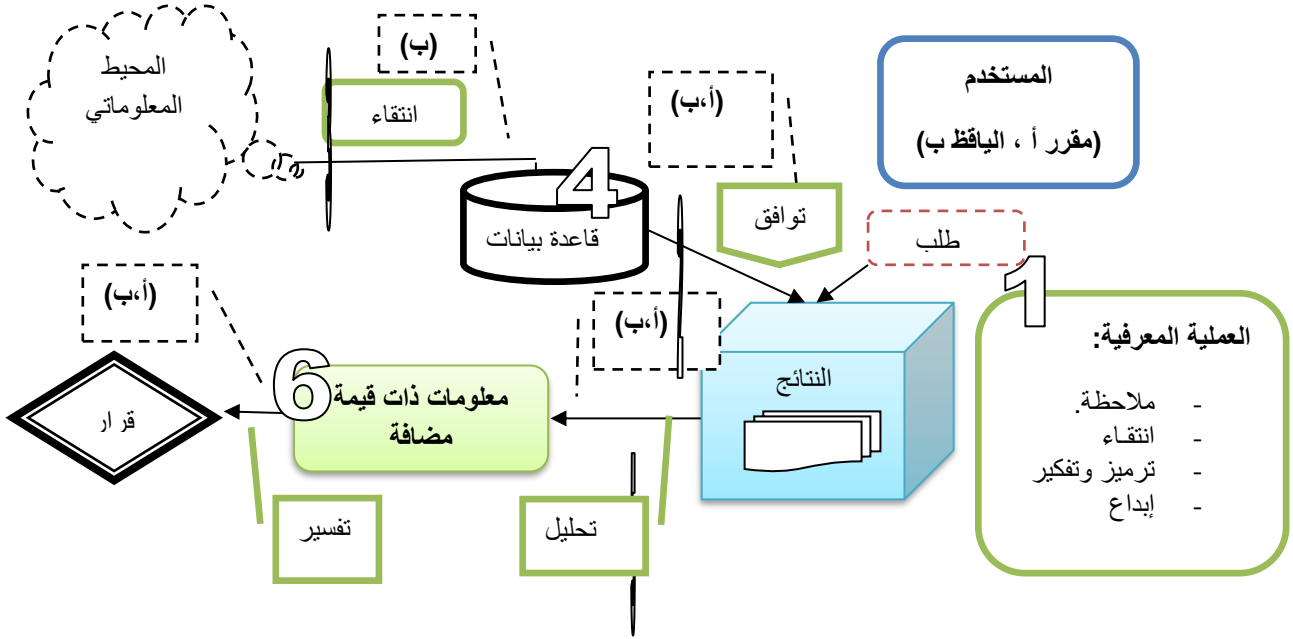 المستخدم
(مقرر أ ، الياقظ ب)
(ب)
المحيط
المعلوماتي
انتقاء
(أ،ب)
4
قاعدة بيانات
توافق
طلب
1
العملية المعرفية:
- ملاحظة.
- انتقاء
- ترميز وتفكير
- إبداع
(أ،ب)
(أ،ب)
النتائج
6
معلومات ذات قيمة
مضافة
قرار
تحليل
تفسير